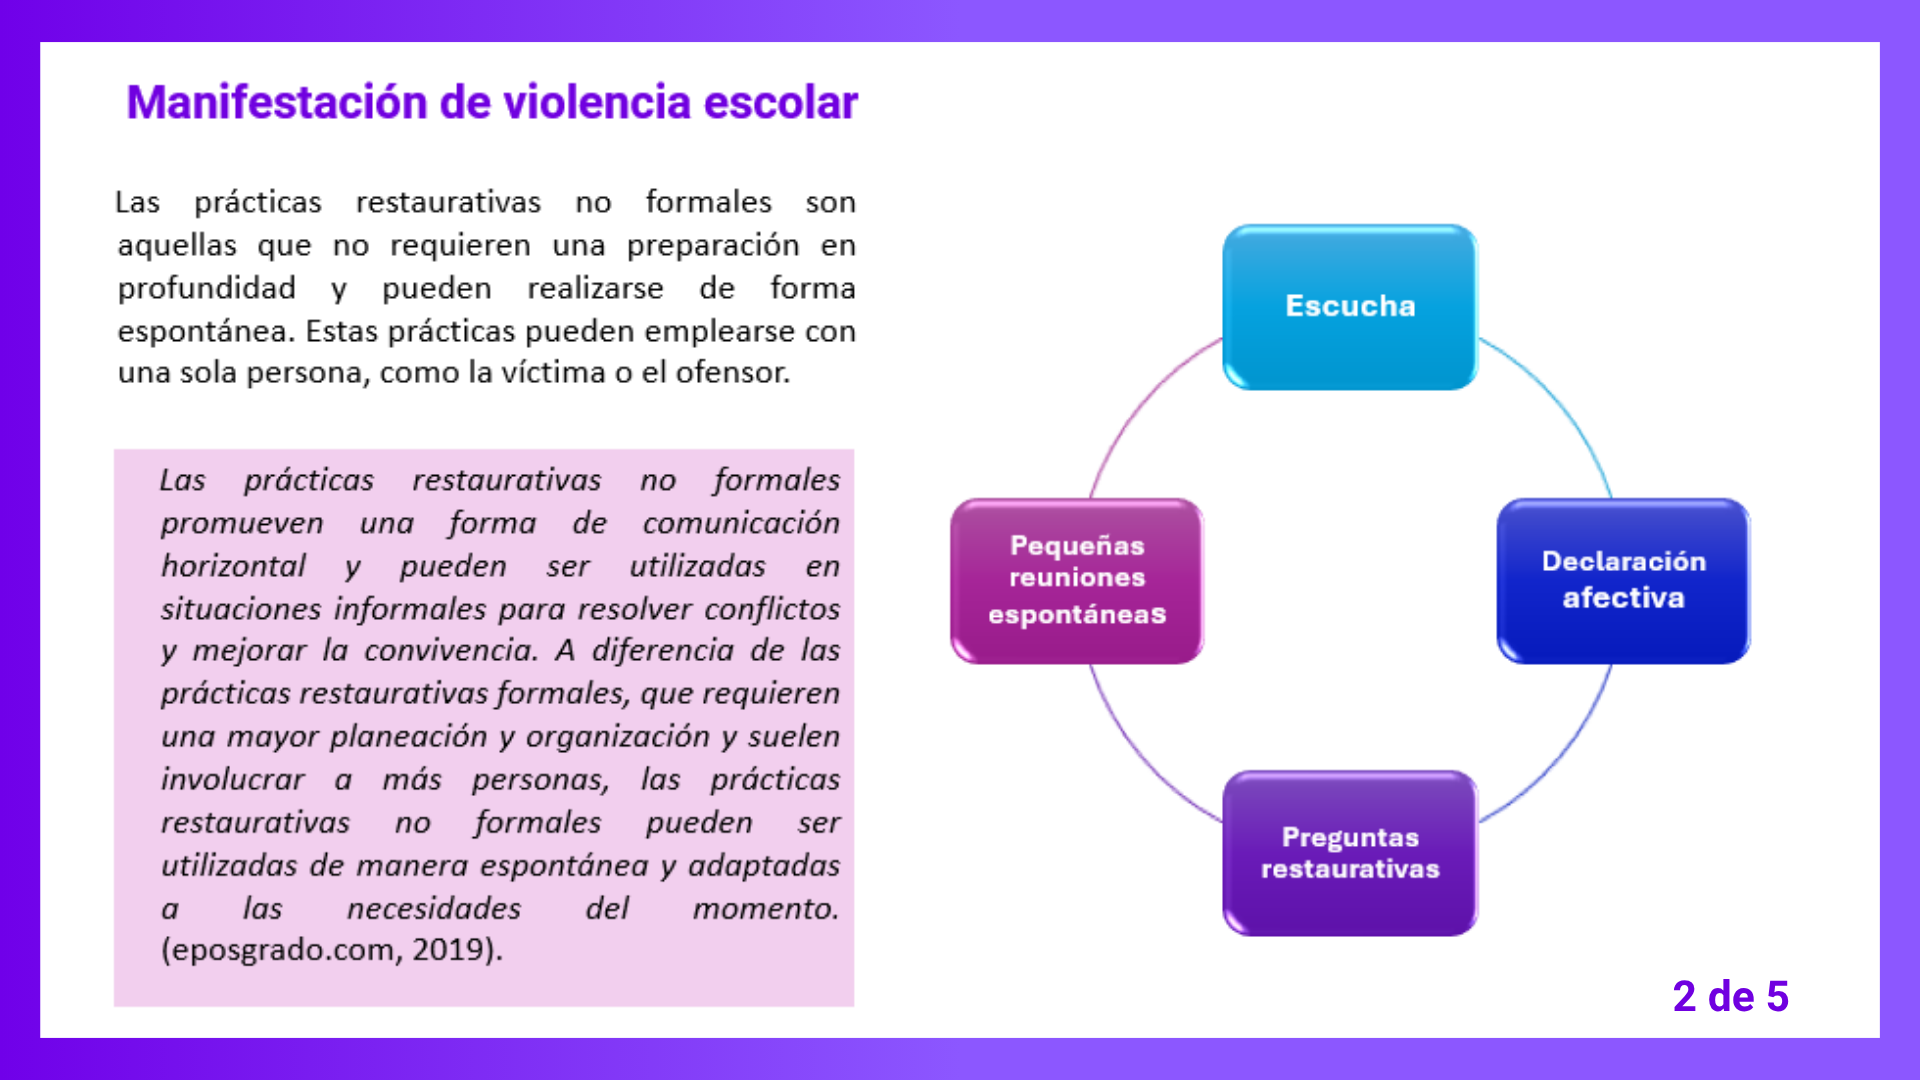 Manifestación de violencia escolar
Las prácticas restaurativas no formales son
aquellas que no requieren una preparación en
profundidad y pueden realizarse de forma
espontánea. Estas prácticas pueden emplearse con
una sola persona, como la víctima o el ofensor.
Las prácticas restaurativas no formales
promueven una forma de comunicación
horizontal y pueden ser utilizadas en
situaciones informales para resolver conflictos
y mejorar la convivencia. A diferencia de las
prácticas restaurativas formales, que requieren
una mayor planeación y organización y suelen
involucrar a más personas, las prácticas
restaurativas no formales pueden ser
utilizadas de manera espontánea y adaptadas
a las necesidades del momento.
(eposgrado.com, 2019).
Escucha
Declaración
afectiva
Preguntas
restaurativas
Pequeñas
reuniones
espontáneas
2 de 5